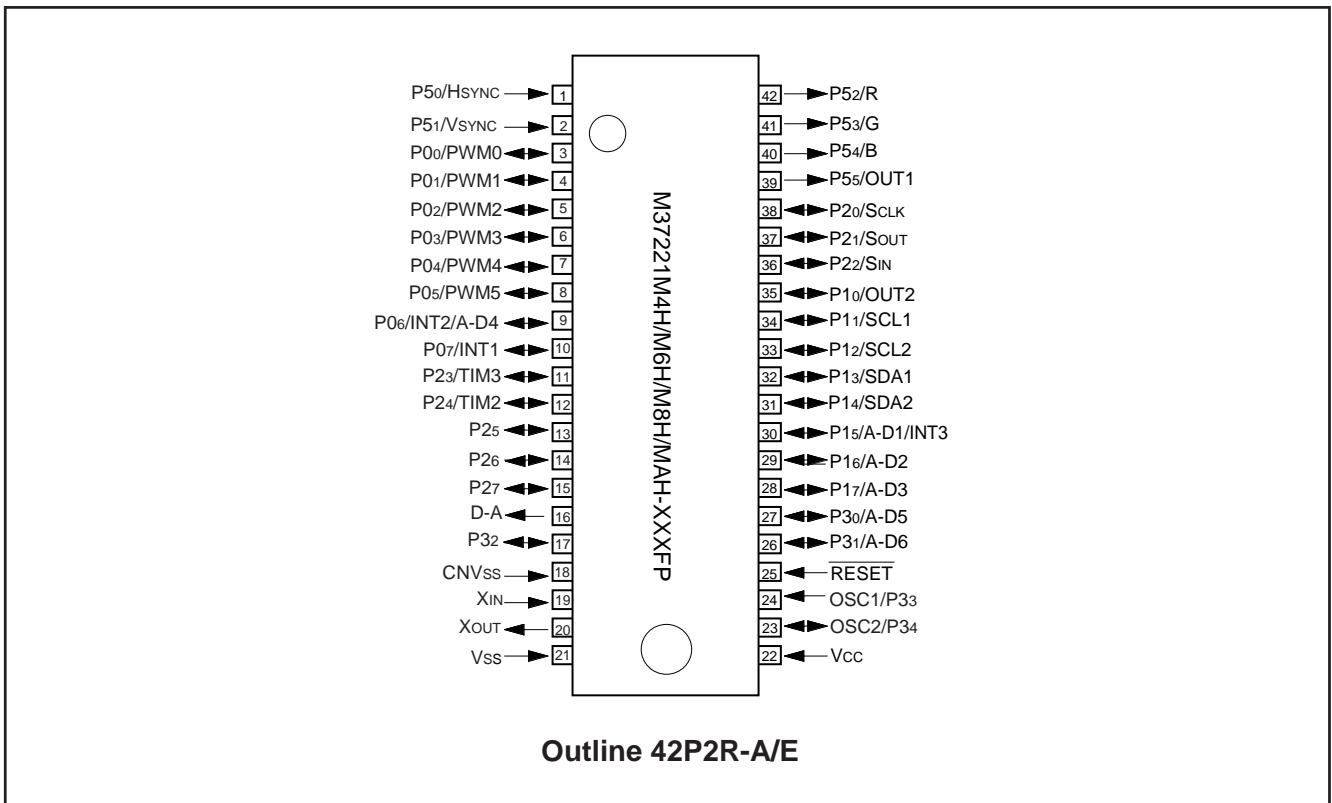 P50/HSYNC 1 42 P52/R
P51/VSYNC 2 41 P53/G
P00/PWM0 3 40 P54/B
P01/PWM1 4 39 P55/OUT1
P02/PWM2 5 38 P20/SCLK
P03/PWM3 6 37 P21/SOUT
P04/PWM4 7 36 P22/SIN
P05/PWM5 8 35 P10/OUT2
P06/INT2/A-D4 9 34 P11/SCL1
P07/INT1 10 33 P12/SCL2
P23/TIM3 11 32 P13/SDA1
P24/TIM2 12 31 P14/SDA2
P25 13 30 P15/A-D1/INT3
P26 14 29 P16/A-D2
P27 15 28 P17/A-D3
D-A 16 27 P30/A-D5
P32 17 26 P31/A-D6
CNVSS 18 25 RESET
XIN 19 24 OSC1/P33
XOUT 20 23 OSC2/P34
VSS 21 22 VCC
M37221M4H/M6H/M8H/MAH-XXXFP
Outline 42P2R-A/E